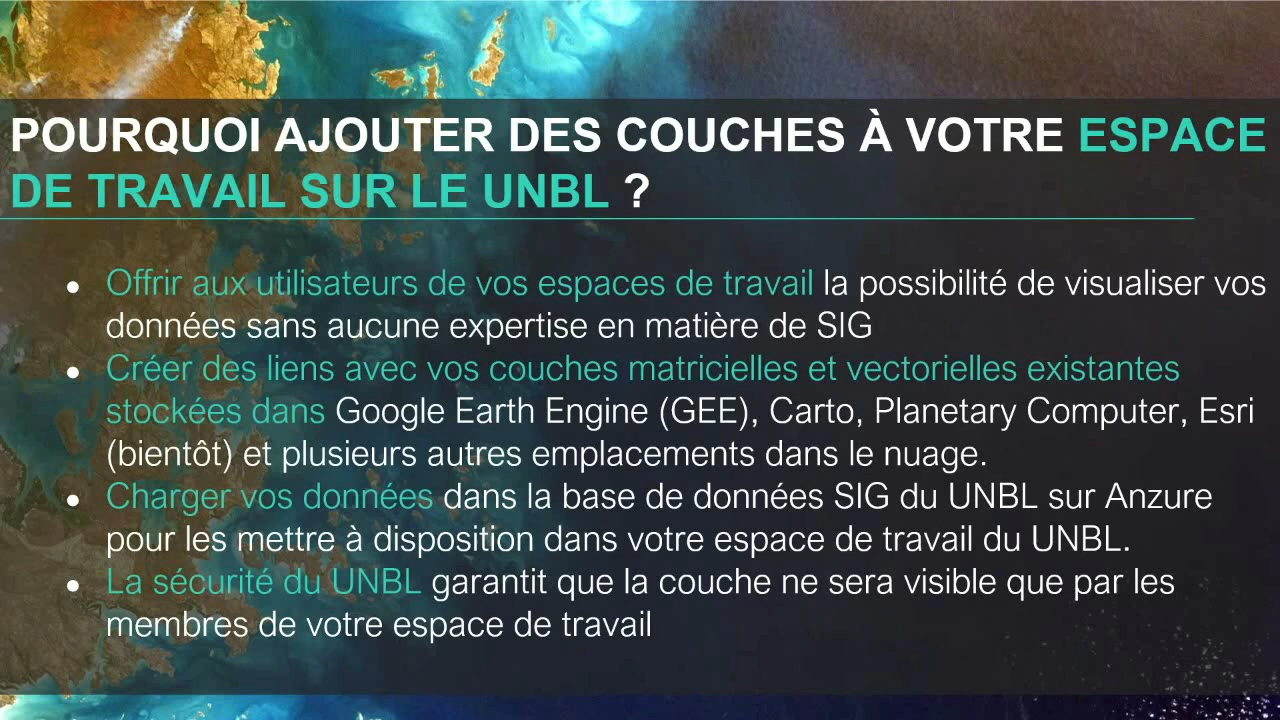 POURQUOI AJOUTER DES COUCHES À VOTRE ESPACE
DE TRAVAIL SUR LE UNBL ?
• Offrir aux utilisateurs de vos espaces de travail la possibilité de visualiser vos
données sans aucune expertise en matière de SIG
• Créer des liens avec vos couches matricielles et vectorielles existantes
stockées dans Google Earth Engine (GEE), Carto, Planetary Computer, Esri
(bientôt) et plusieurs autres emplacements dans le nuage.
• Charger vos données dans la base de données SIG du UNBL sur Anzure
pour les mettre à disposition dans votre espace de travail du UNBL.
• La sécurité du UNBL garantit que la couche ne sera visible que par les
membres de votre espace de travail